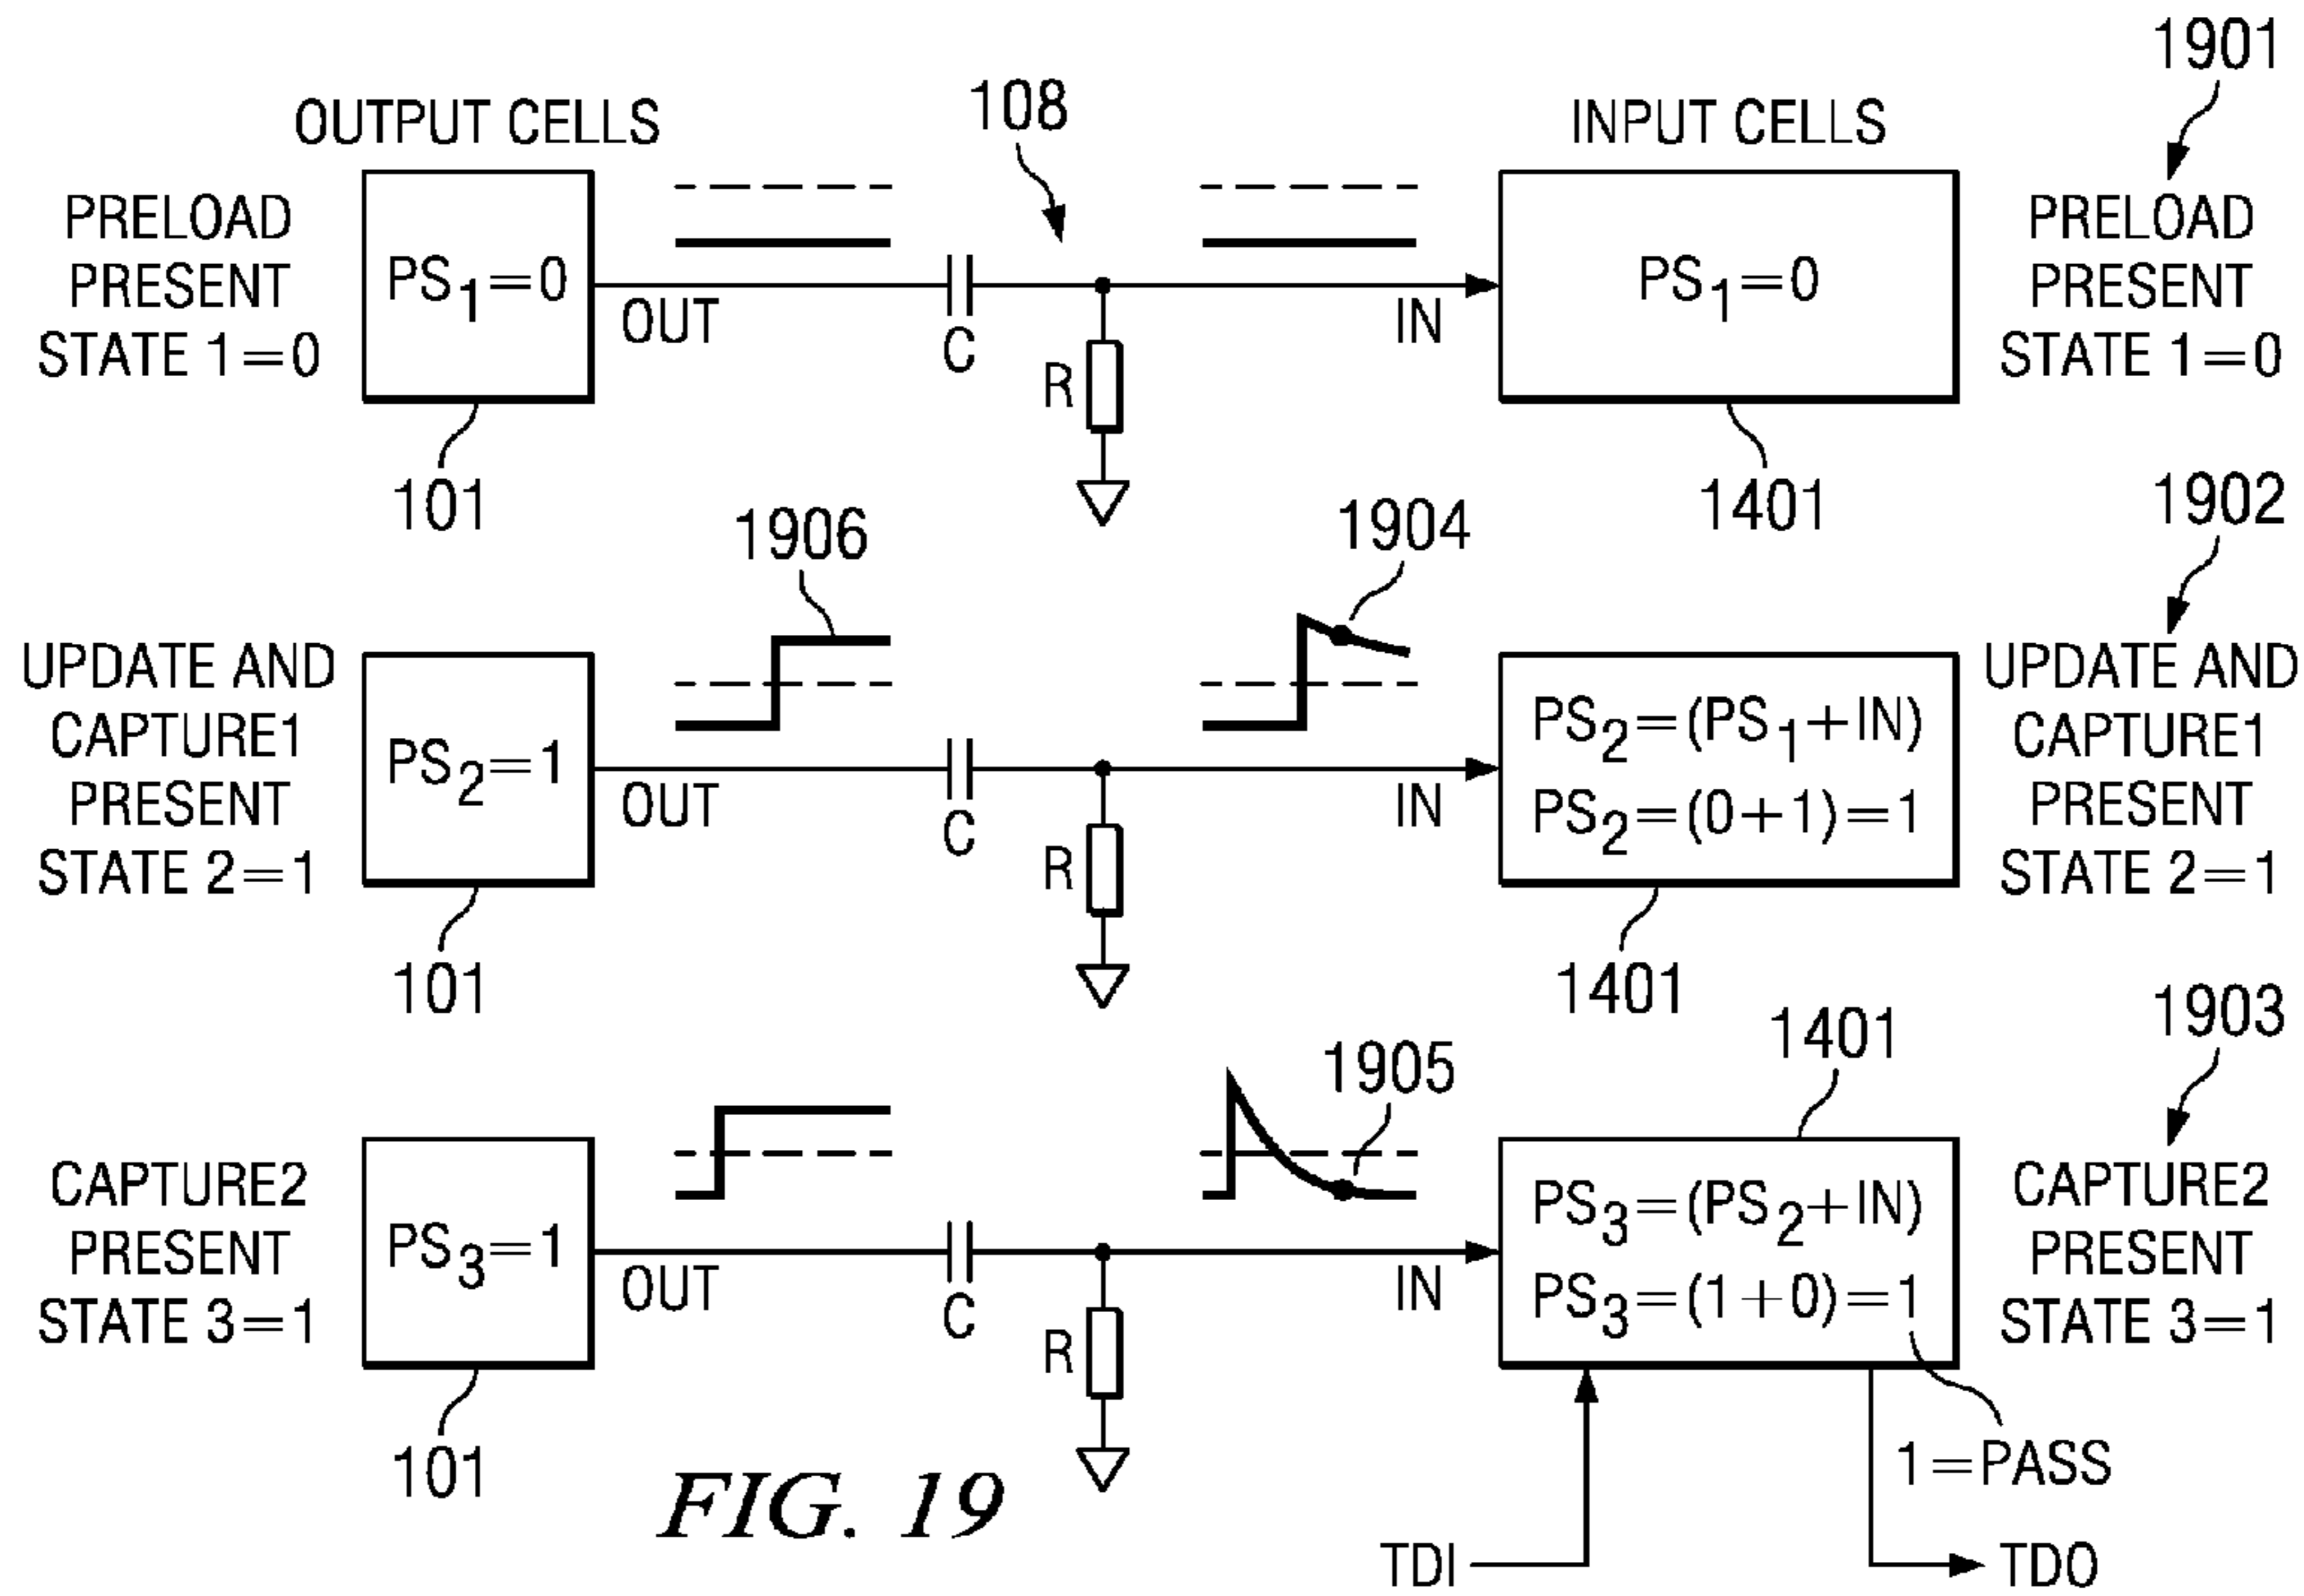 1901
108
OUTPUT CELLS
INPUT CELLS
PRELOAD
PRESENT
STATE 1=0
PS1=0
OUT
C
R
IN
PS1=0
PRELOAD
PRESENT
STATE 1=0
101
1401
1902
1906
1904
UPDATE AND
CAPTURE1
PRESENT
STATE 2=1
PS2=1
OUT
C
R
IN
PS2=(PS1+IN)
PS2=(0+1)=1
UPDATE AND
CAPTURE1
PRESENT
STATE 2=1
101
1401
1903
1401
1905
CAPTURE2
PRESENT
STATE 3=1
PS3=1
OUT
C
R
IN
PS3=(PS2+IN)
PS3=(1+0)=1
CAPTURE2
PRESENT
STATE 3=1
101
1=PASS
FIG. 19
TDI
TDO